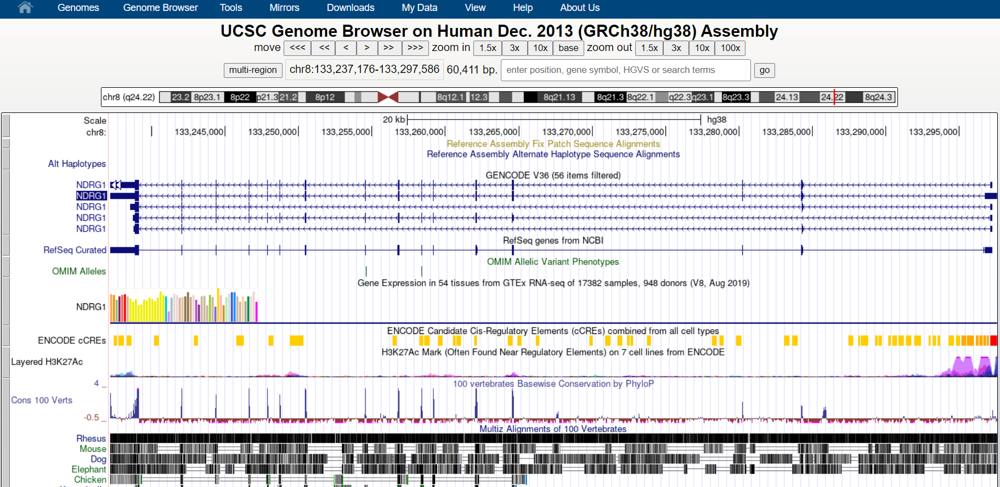 Genomes Genome Browser Tools Mirrors Downloads My Data View Help About Us
UCSC Genome Browser on Human Dec. 2013 (GRCh38/hg38) Assembly
move <<< << < > >> >>> zoom in 1.5x 3x 10x base zoom out 1.5x 3x 10x 100x
multi-region chr8:133,237,176-133,297,586 60,411 bp. enter position, gene symbol, HGVS or search terms go
chr8 (q24.22) 23.2 8p23.1 8p22 p21.3 21.2 8p12 8q12.1 12.3 8q21.13 8q21.3 8q22.1 q22.3 q23.1 8q23.3 24.13 24.22 8q24.3
Scale 20 kb hg38
chr8: 133,245,000 133,250,000 133,255,000 133,260,000 133,265,000 133,270,000 133,275,000 133,280,000 133,285,000 133,290,000 133,295,000
Reference Assembly Fix Patch Sequence Alignments
Reference Assembly Alternate Haplotype Sequence Alignments
Alt Haplotypes
GENCODE V36 (56 items filtered)
NDRG1
NDRG1
NDRG1
NDRG1
NDRG1
RefSeq genes from NCBI
RefSeq Curated
OMIM Allelic Variant Phenotypes
OMIM Alleles
Gene Expression in 54 tissues from GTEx RNA-seq of 17382 samples, 948 donors (V8, Aug 2019)
NDRG1
ENCODE Candidate Cis-Regulatory Elements (cCREs) combined from all cell types
ENCODE cCREs
H3K27Ac Mark (Often Found Near Regulatory Elements) on 7 cell lines from ENCODE
Layered H3K27Ac
100 vertebrates Basewise Conservation by PhyloP
4 _
Cons 100 Verts
-0.5 _
Multiz Alignments of 100 Vertebrates
Rhesus
Mouse
Dog
Elephant
Chicken